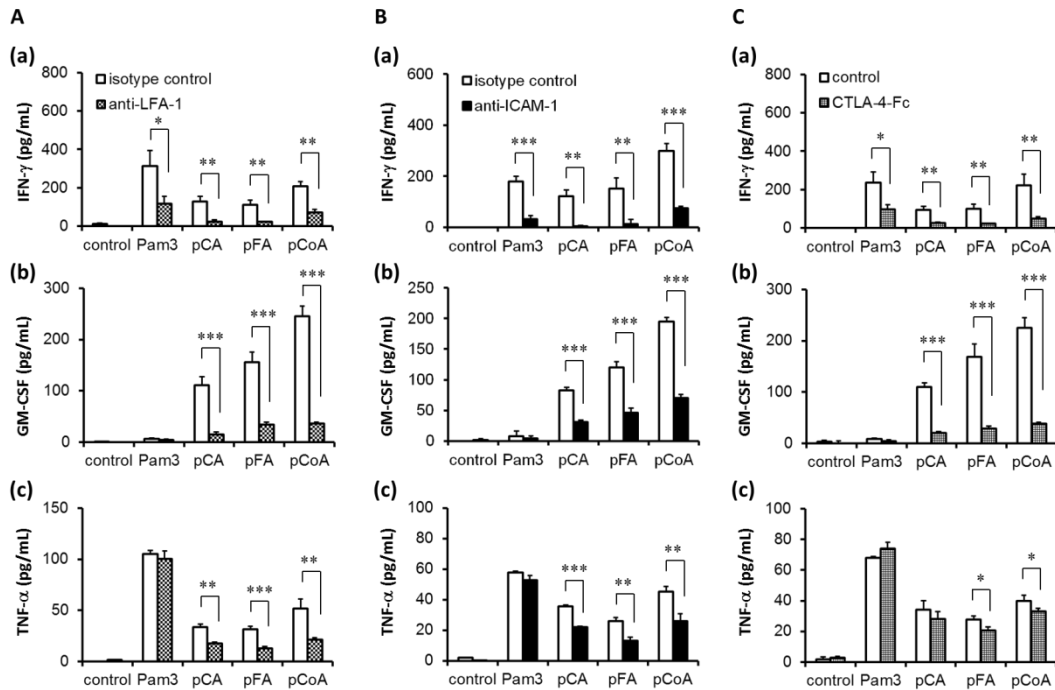 A
(a)
800
600
400
200
0
IFN-γ (pg/mL)
isotype control
anti-LFA-1
*
**
**
**
control Pam3 pCA pFA pCoA
(b)
300
200
100
0
GM-CSF (pg/mL)
***
***
***
control Pam3 pCA pFA pCoA
(c)
150
100
50
0
TNF-α (pg/mL)
**
***
**
control Pam3 pCA pFA pCoA
B
(a)
600
400
200
0
IFN-γ (pg/mL)
isotype control
anti-ICAM-1
***
**
**
***
control Pam3 pCA pFA pCoA
(b)
250
200
150
100
50
0
GM-CSF (pg/mL)
***
***
***
control Pam3 pCA pFA pCoA
(c)
80
60
40
20
0
TNF-α (pg/mL)
***
**
**
control Pam3 pCA pFA pCoA
C
(a)
800
600
400
200
0
IFN-γ (pg/mL)
control
CTLA-4-Fc
*
**
**
**
control Pam3 pCA pFA pCoA
(b)
300
200
100
0
GM-CSF (pg/mL)
***
***
***
control Pam3 pCA pFA pCoA
(c)
100
80
60
40
20
0
TNF-α (pg/mL)
*
*
control Pam3 pCA pFA pCoA